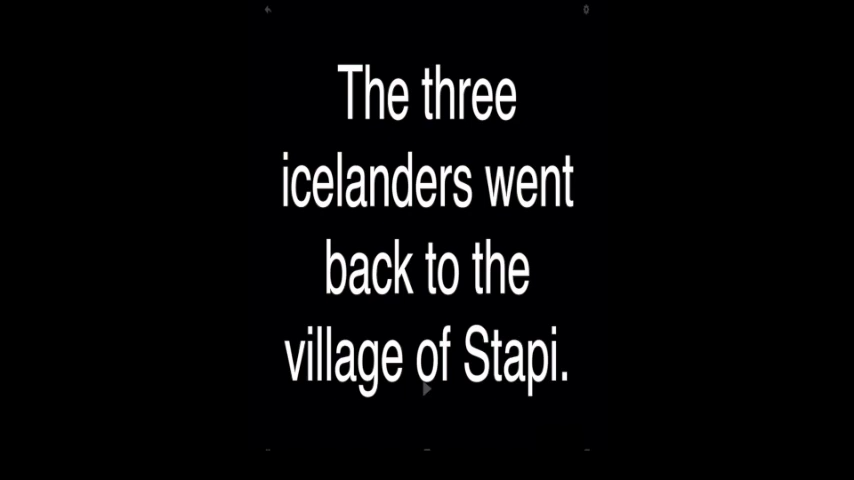 The three
icelanders went
back to the
village of Stapi.